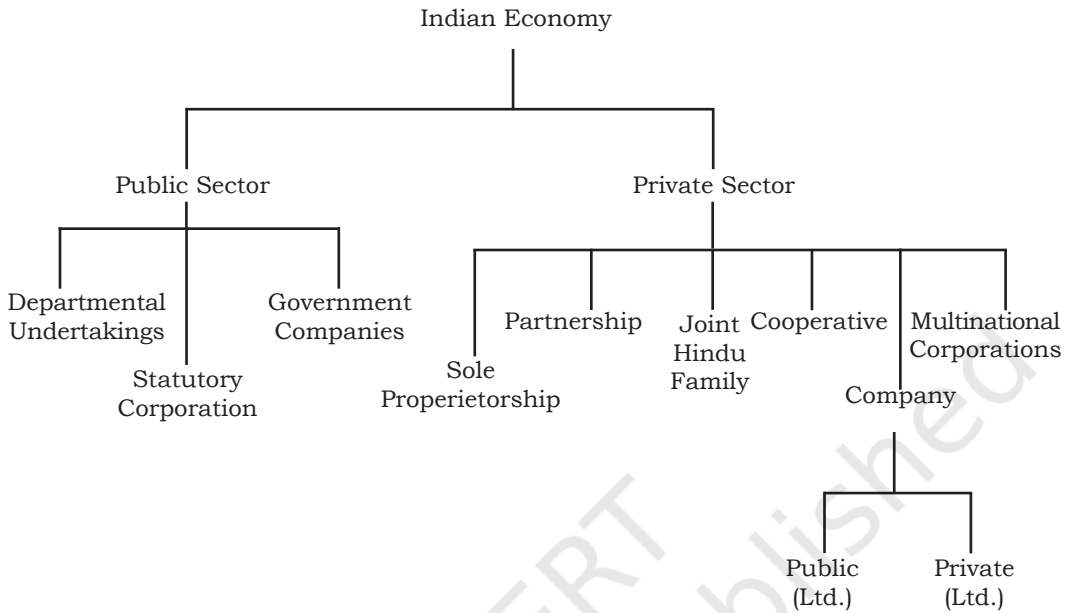 Indian Economy
Public Sector
Private Sector
Departmental
Undertakings
Statutory
Corporation
Government
Companies
Sole
Properietorship
Partnership
Joint
Hindu
Family
Cooperative
Company
Multinational
Corporations
Public
(Ltd.)
Private
(Ltd.)